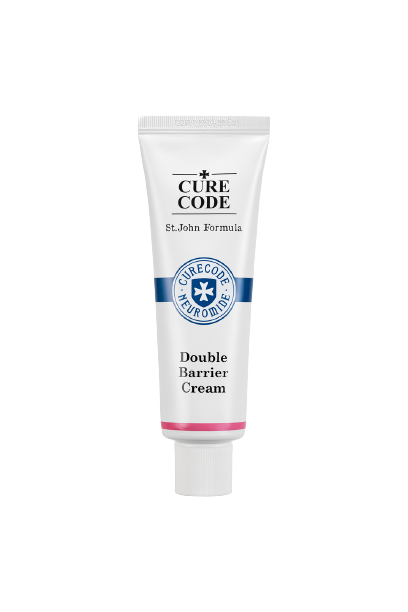 CURE
CODE
St.John Formula
CURECODE
NEUROMIDE
Double
Barrier
Cream